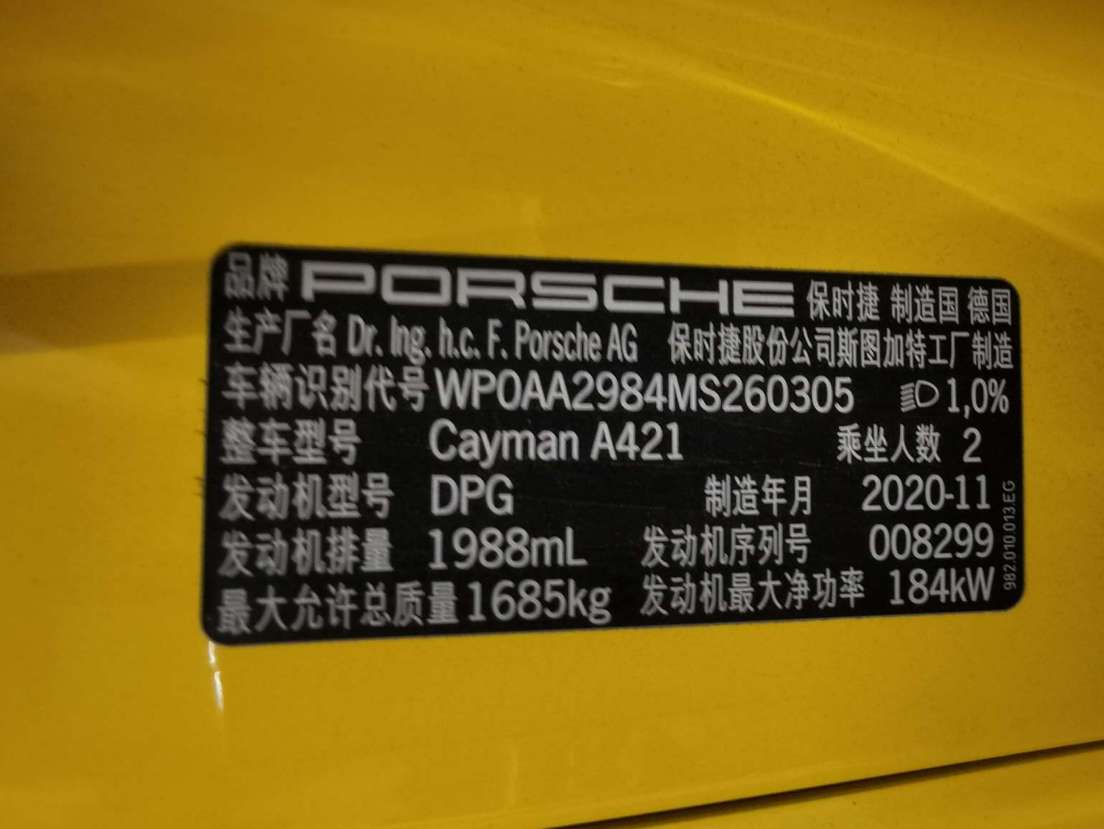 品牌 PORSCHE 保时捷 制造国 德国
生产厂名 Dr. Ing. h.c. F. Porsche AG 保时捷股份公司斯图加特工厂制造
车辆识别代号 WP0AA2984MS260305 1,0%
整车型号 Cayman A421 乘坐人数 2
发动机型号 DPG 制造年月 2020-11
发动机排量 1988mL 发动机序列号 008299
最大允许总质量 1685kg 发动机最大净功率 184kW
982.010.013.EG